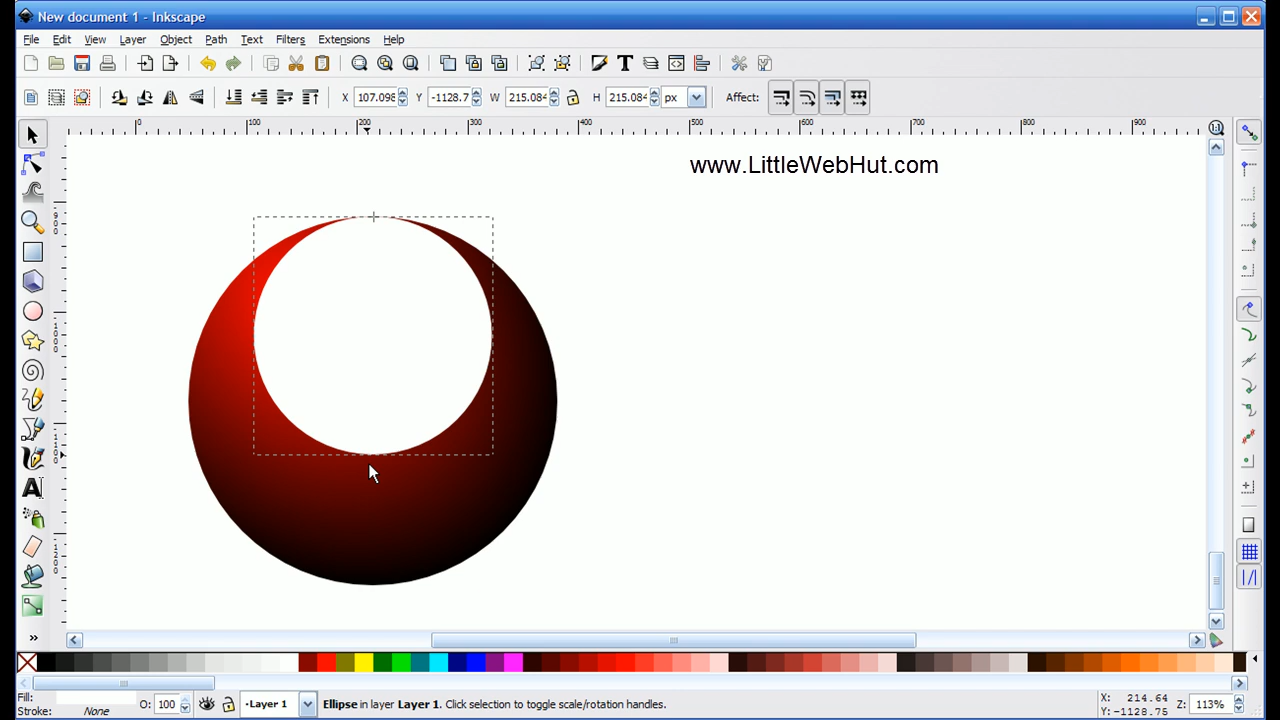 New document 1 - Inkscape
File Edit View Layer Object Path Text Filters Extensions Help
X 107.098 Y -1128.7 W 215.084 H 215.084 px Affect:
0 100 200 300 400 500 600 700 800 900
www.LittleWebHut.com
Fill: O: 100 -Layer 1 Ellipse in layer Layer 1. Click selection to toggle scale/rotation handles. X: 214.64 Z: 113%
Stroke: None Y: -1128.75